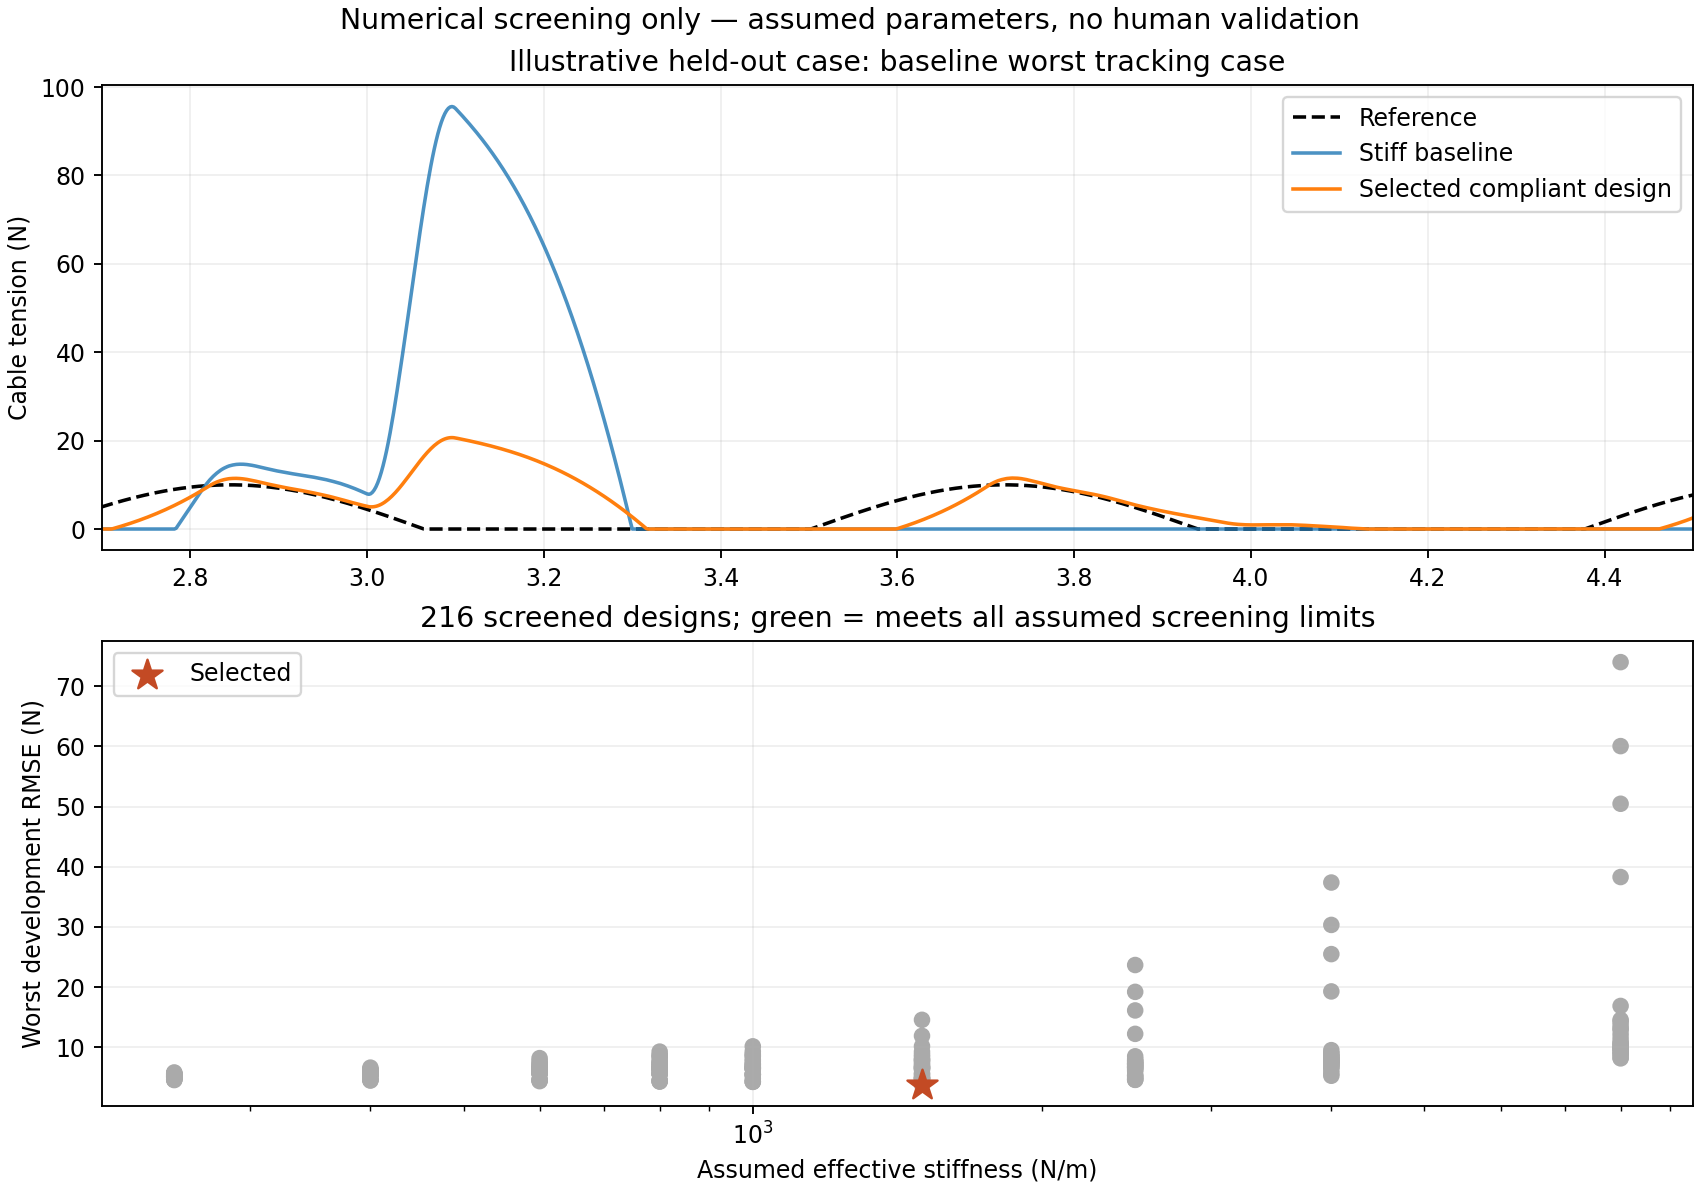 Numerical screening only — assumed parameters, no human validation
Illustrative held-out case: baseline worst tracking case
Cable tension (N)
100
80
60
40
20
0
Reference
Stiff baseline
Selected compliant design
2.8
3.0
3.2
3.4
3.6
3.8
4.0
4.2
4.4
216 screened designs; green = meets all assumed screening limits
Worst development RMSE (N)
70
60
50
40
30
20
10
Selected
10³
Assumed effective stiffness (N/m)